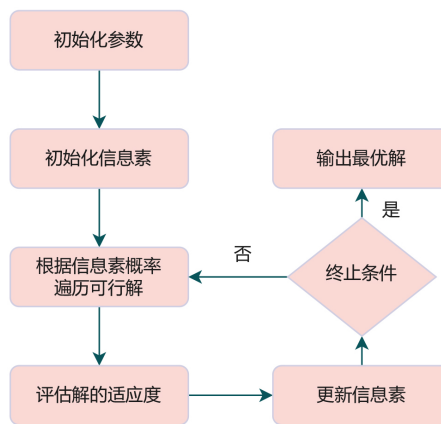 初始化参数
初始化信息素
根据信息素概率
遍历可行解
评估解的适应度
更新信息素
终止条件
否
是
输出最优解